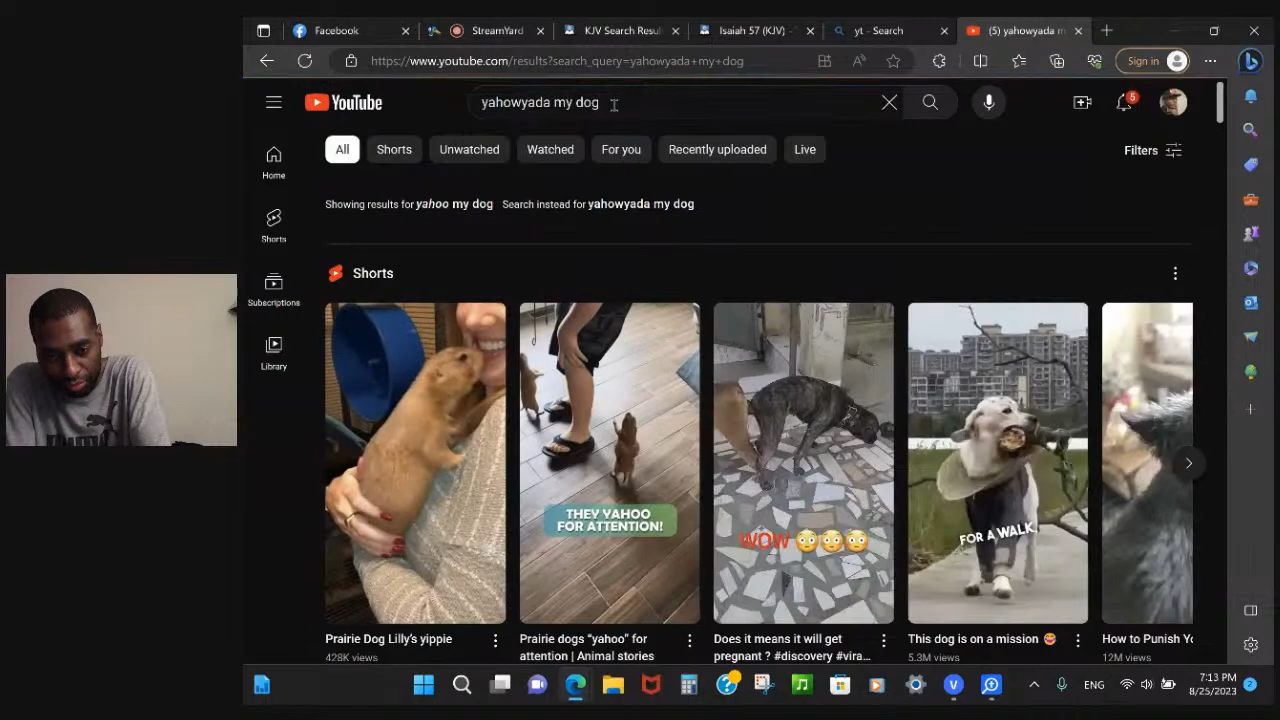 Facebook
StreamYard
KJV Search Resul
Isaiah 57 (KJV) -
yt - Search
(5) yahowyada m
https://www.youtube.com/results?search_query=yahowyada+my+dog
Sign in
YouTube
yahowyada my dog
5
All
Shorts
Unwatched
Watched
For you
Recently uploaded
Live
Filters
Home
Shorts
Subscriptions
Library
Showing results for yahoo my dog Search instead for yahowyada my dog
Shorts
THEY YAHOO
FOR ATTENTION!
WOW 😳😳😳
FOR A WALK
Prairie Dog Lilly's yippie
428K views
Prairie dogs "yahoo" for
attention | Animal stories
Does it means it will get
pregnant ? #discovery #vira...
This dog is on a mission 🥰
5.3M views
How to Punish Yo
12M views
PUMA
ENG
7:13 PM
8/25/2023
2